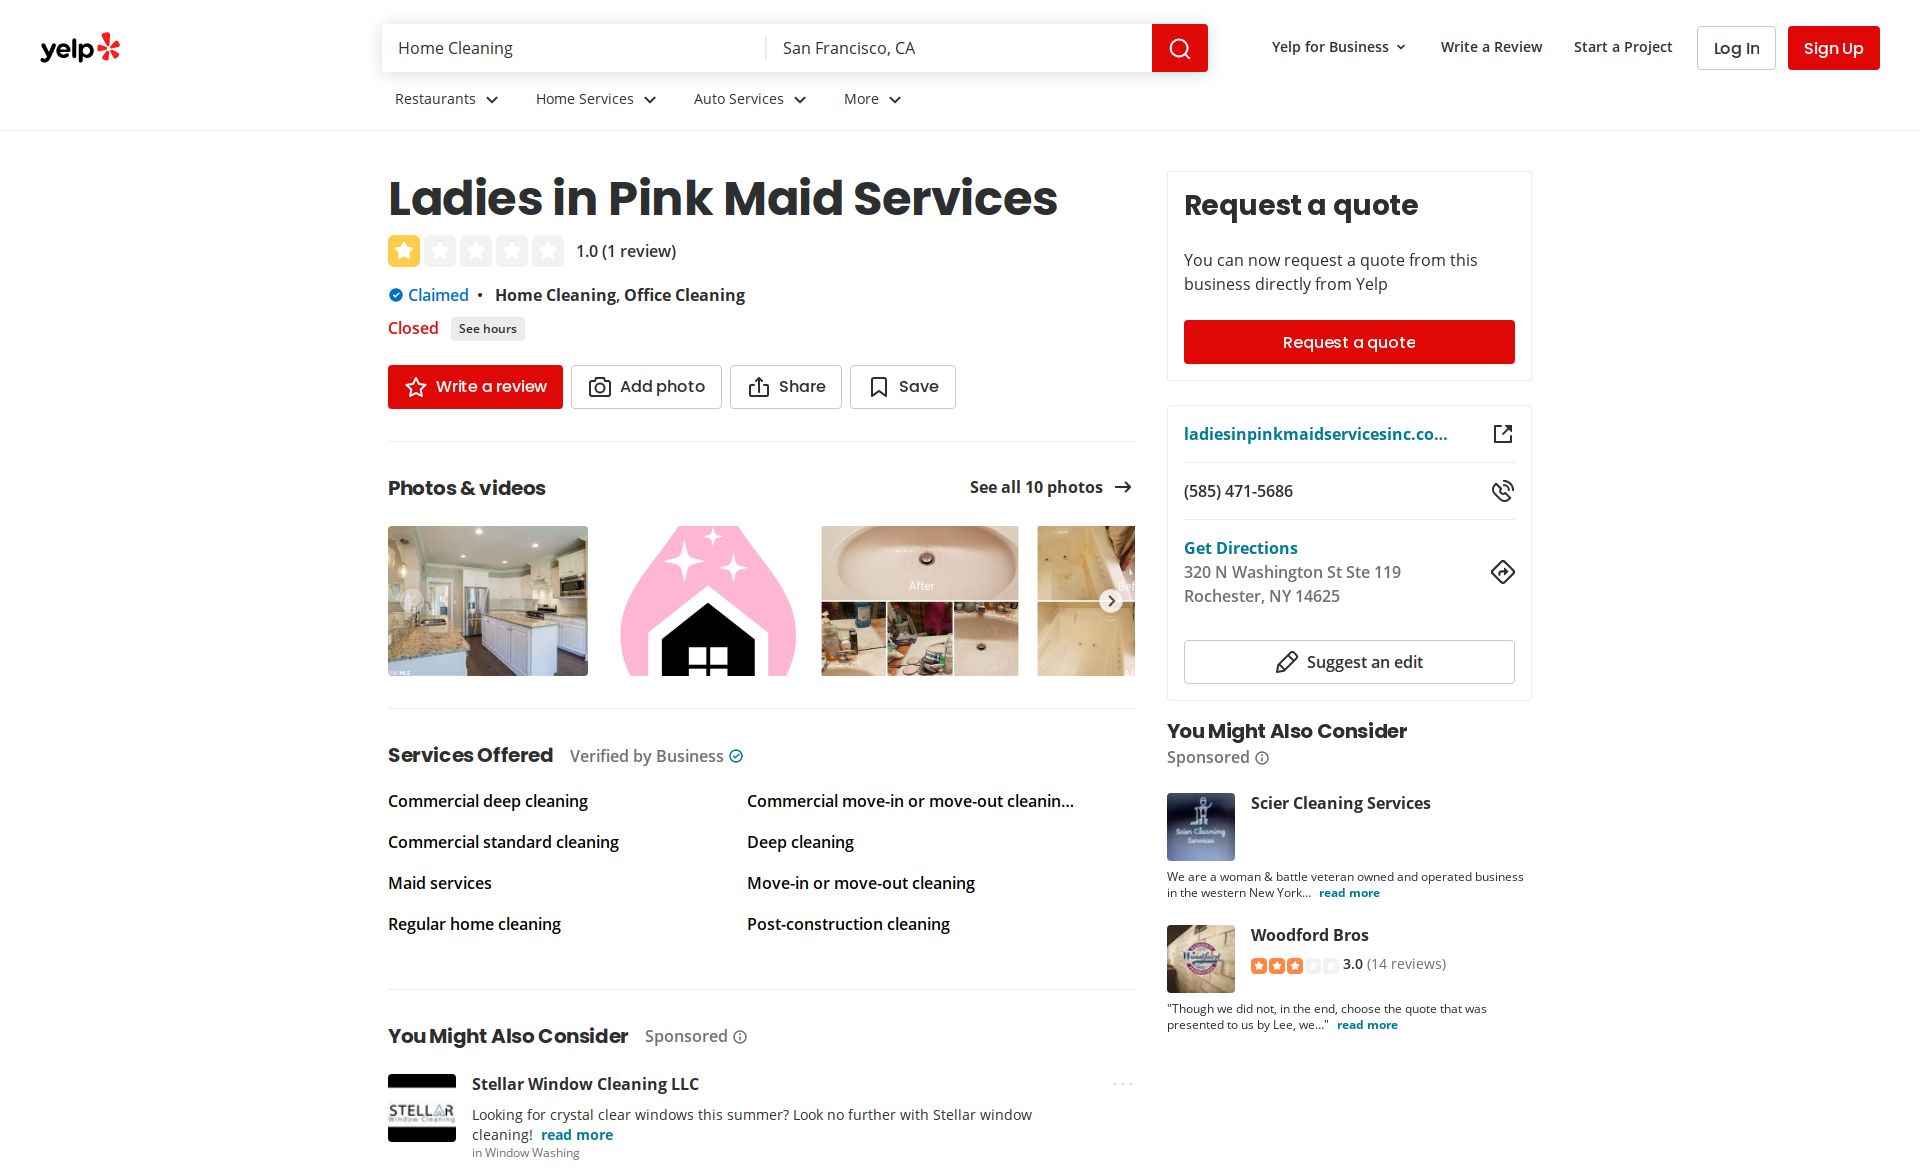 yelp
Home Cleaning
San Francisco, CA
Yelp for Business
Write a Review
Start a Project
Log In
Sign Up
Restaurants
Home Services
Auto Services
More
Ladies in Pink Maid Services
1.0 (1 review)
Claimed • Home Cleaning, Office Cleaning
Closed
See hours
Write a review
Add photo
Share
Save
Photos & videos
See all 10 photos
After
Services Offered
Verified by Business
Commercial deep cleaning
Commercial move-in or move-out cleanin...
Commercial standard cleaning
Deep cleaning
Maid services
Move-in or move-out cleaning
Regular home cleaning
Post-construction cleaning
You Might Also Consider
Sponsored
STELLAR
Window Cleaning
Stellar Window Cleaning LLC
Looking for crystal clear windows this summer? Look no further with Stellar window
cleaning! read more
in Window Washing
Request a quote
You can now request a quote from this
business directly from Yelp
Request a quote
ladiesinpinkmaidservicesinc.co...
(585) 471-5686
Get Directions
320 N Washington St Ste 119
Rochester, NY 14625
Suggest an edit
You Might Also Consider
Sponsored
Scier Cleaning
Services
Scier Cleaning Services
We are a woman & battle veteran owned and operated business
in the western New York... read more
Woodford
Woodford Bros
3.0 (14 reviews)
"Though we did not, in the end, choose the quote that was
presented to us by Lee, we..." read more